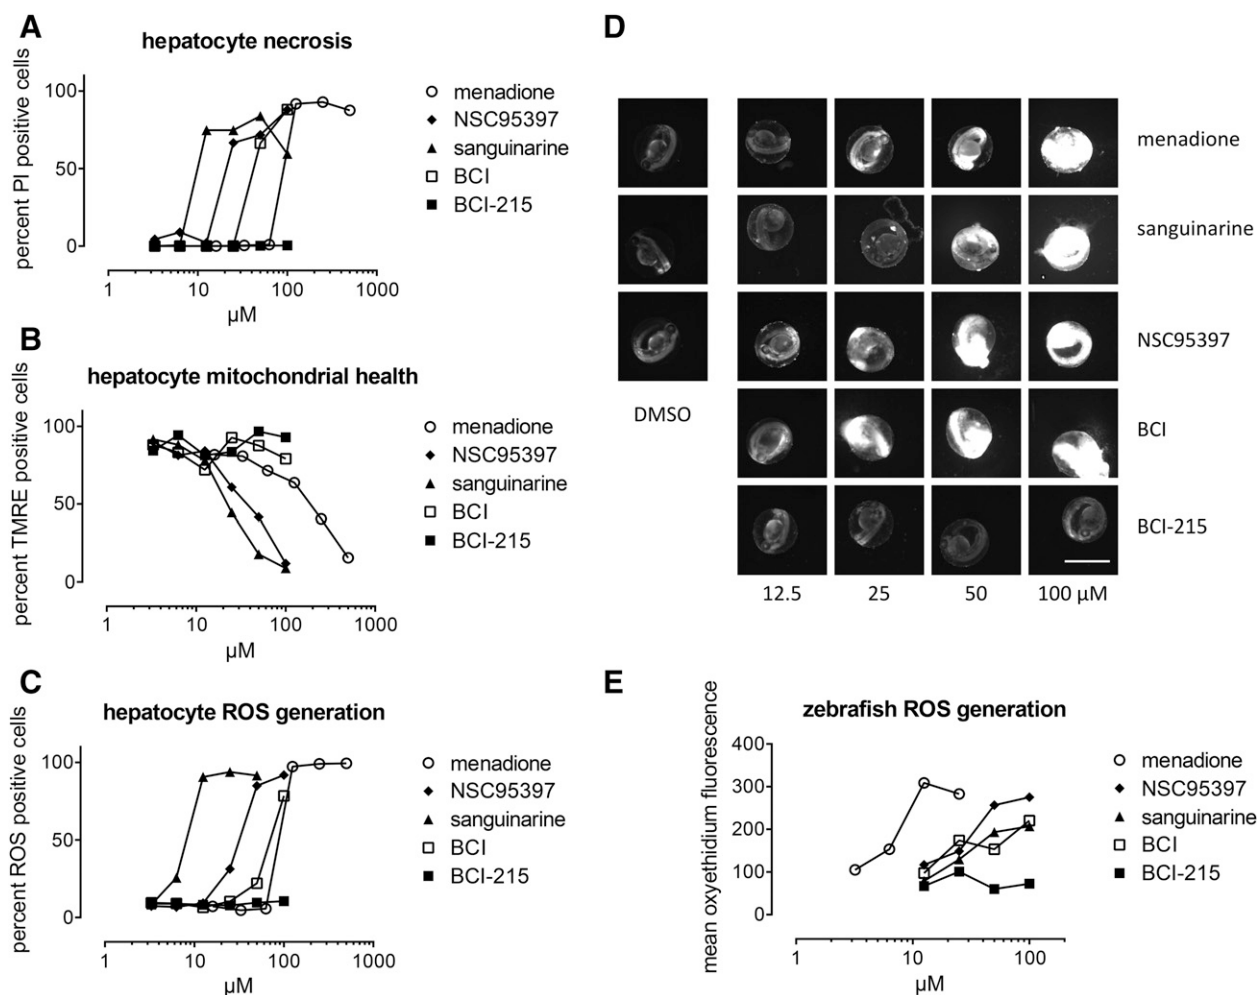 A
hepatocyte necrosis
percent PI positive cells
100
50
0
1 10 100 1000
µM
menadione
NSC95397
sanguinarine
BCI
BCI-215
B
hepatocyte mitochondrial health
percent TMRE positive cells
100
50
0
1 10 100 1000
µM
menadione
NSC95397
sanguinarine
BCI
BCI-215
C
hepatocyte ROS generation
percent ROS positive cells
100
50
0
1 10 100 1000
µM
menadione
NSC95397
sanguinarine
BCI
BCI-215
D
menadione
sanguinarine
NSC95397
DMSO
BCI
BCI-215
12.5 25 50 100 µM
E
zebrafish ROS generation
mean oxyethidium fluorescence
400
300
200
100
0
1 10 100
µM
menadione
NSC95397
sanguinarine
BCI
BCI-215